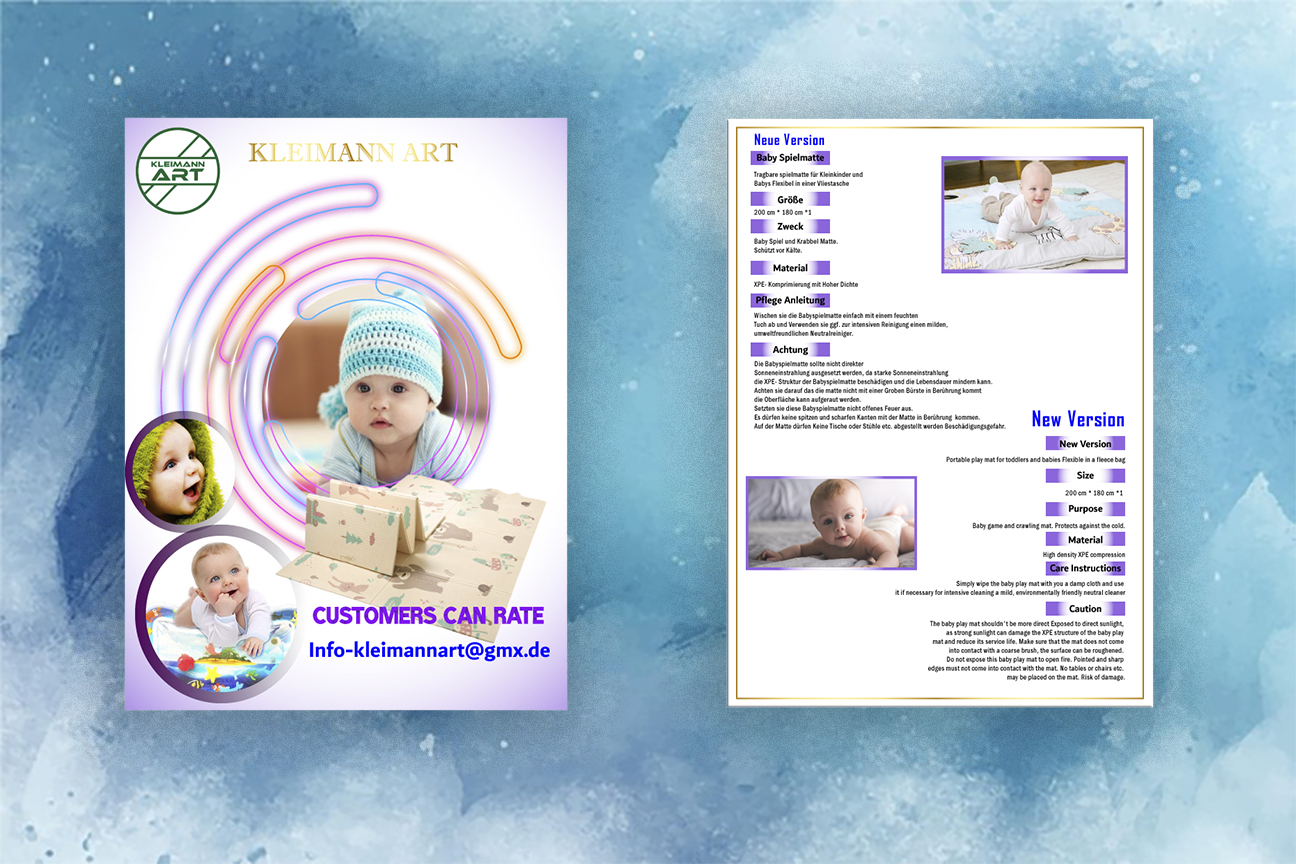 KLEIMANN
ART
KLEIMANN ART
CUSTOMERS CAN RATE
Info-kleimannart@gmx.de
Neue Version
Baby Spielmatte
Tragbare spielmatte für Kleinkinder und
Babys Flexibel in einer Vliestasche
Größe
200 cm * 180 cm *1
Zweck
Baby Spiel und Krabbel Matte.
Schützt vor Kälte.
Material
XPE- Komprimierung mit Hoher Dichte
Pflege Anleitung
Wischen sie die Babyspielmatte einfach mit einem feuchten
Tuch ab und Verwenden sie ggf. zur intensiven Reinigung einen milden,
umweltfreundlichen Neutralreiniger.
Achtung
Die Babyspielmatte sollte nicht direkter
Sonneneinstrahlung ausgesetzt werden, da starke Sonneneinstrahlung
die XPE- Struktur der Babyspielmatte beschädigen und die Lebensdauer mindern kann.
Achten sie darauf das die matte nicht mit einer Groben Bürste in Berührung kommt
die Oberfläche kann aufgeraut werden.
Setzten sie diese Babyspielmatte nicht offenes Feuer aus.
Es dürfen keine spitzen und scharfen Kanten mit der Matte in Berührung kommen.
Auf der Matte dürfen Keine Tische oder Stühle etc. abgestellt werden Beschädigungsgefahr.
New Version
New Version
Portable play mat for toddlers and babies Flexible in a fleece bag
Size
200 cm * 180 cm *1
Purpose
Baby game and crawling mat. Protects against the cold.
Material
High density XPE compression
Care Instructions
Simply wipe the baby play mat with you a damp cloth and use
it if necessary for intensive cleaning a mild, environmentally friendly neutral cleaner
Caution
The baby play mat shouldn't be more direct Exposed to direct sunlight,
as strong sunlight can damage the XPE structure of the baby play
mat and reduce its service life. Make sure that the mat does not come
into contact with a coarse brush, the surface can be roughened.
Do not expose this baby play mat to open fire. Pointed and sharp
edges must not come into contact with the mat. No tables or chairs etc.
may be placed on the mat. Risk of damage.